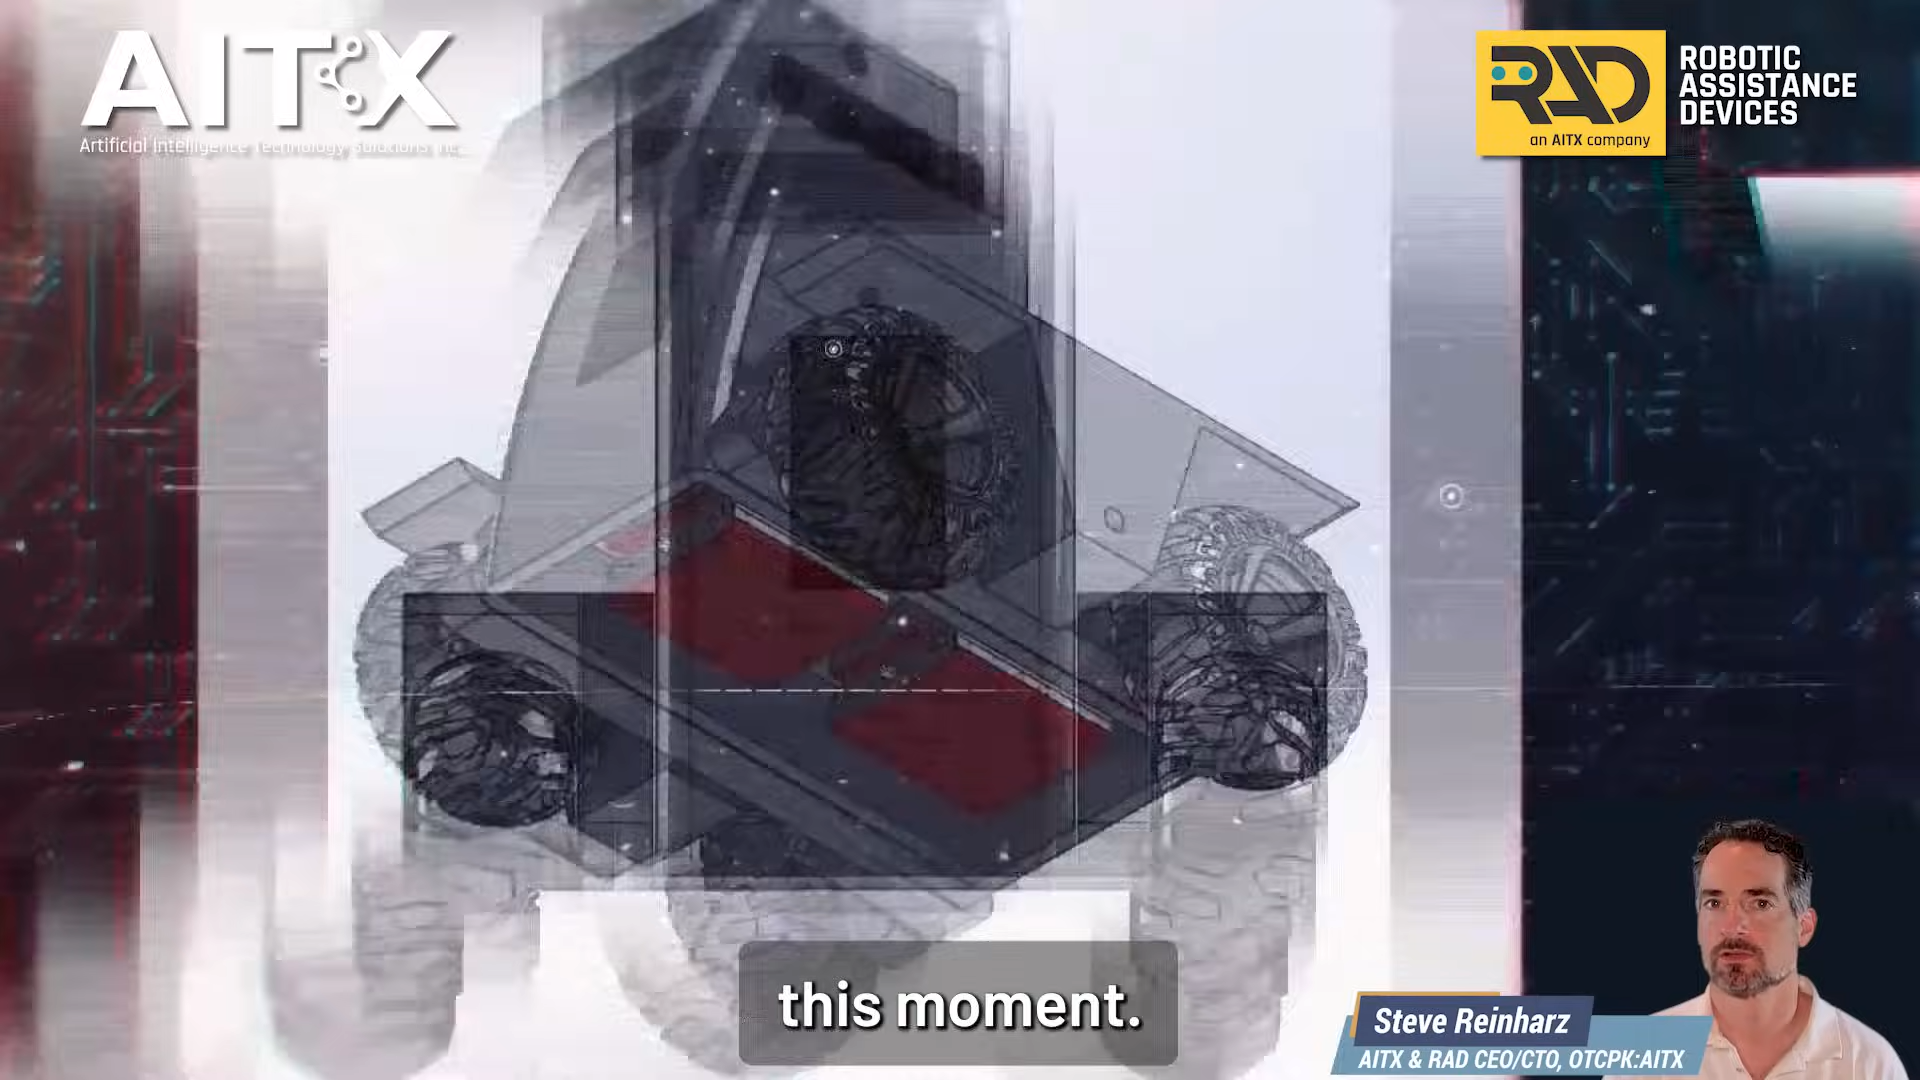 AITX
Artificial Intelligence Technology Solutions Inc.
RAD
an AITX company
ROBOTIC
ASSISTANCE
DEVICES
this moment.
Steve Reinharz
AITX & RAD CEO/CTO, OTCPK:AITX